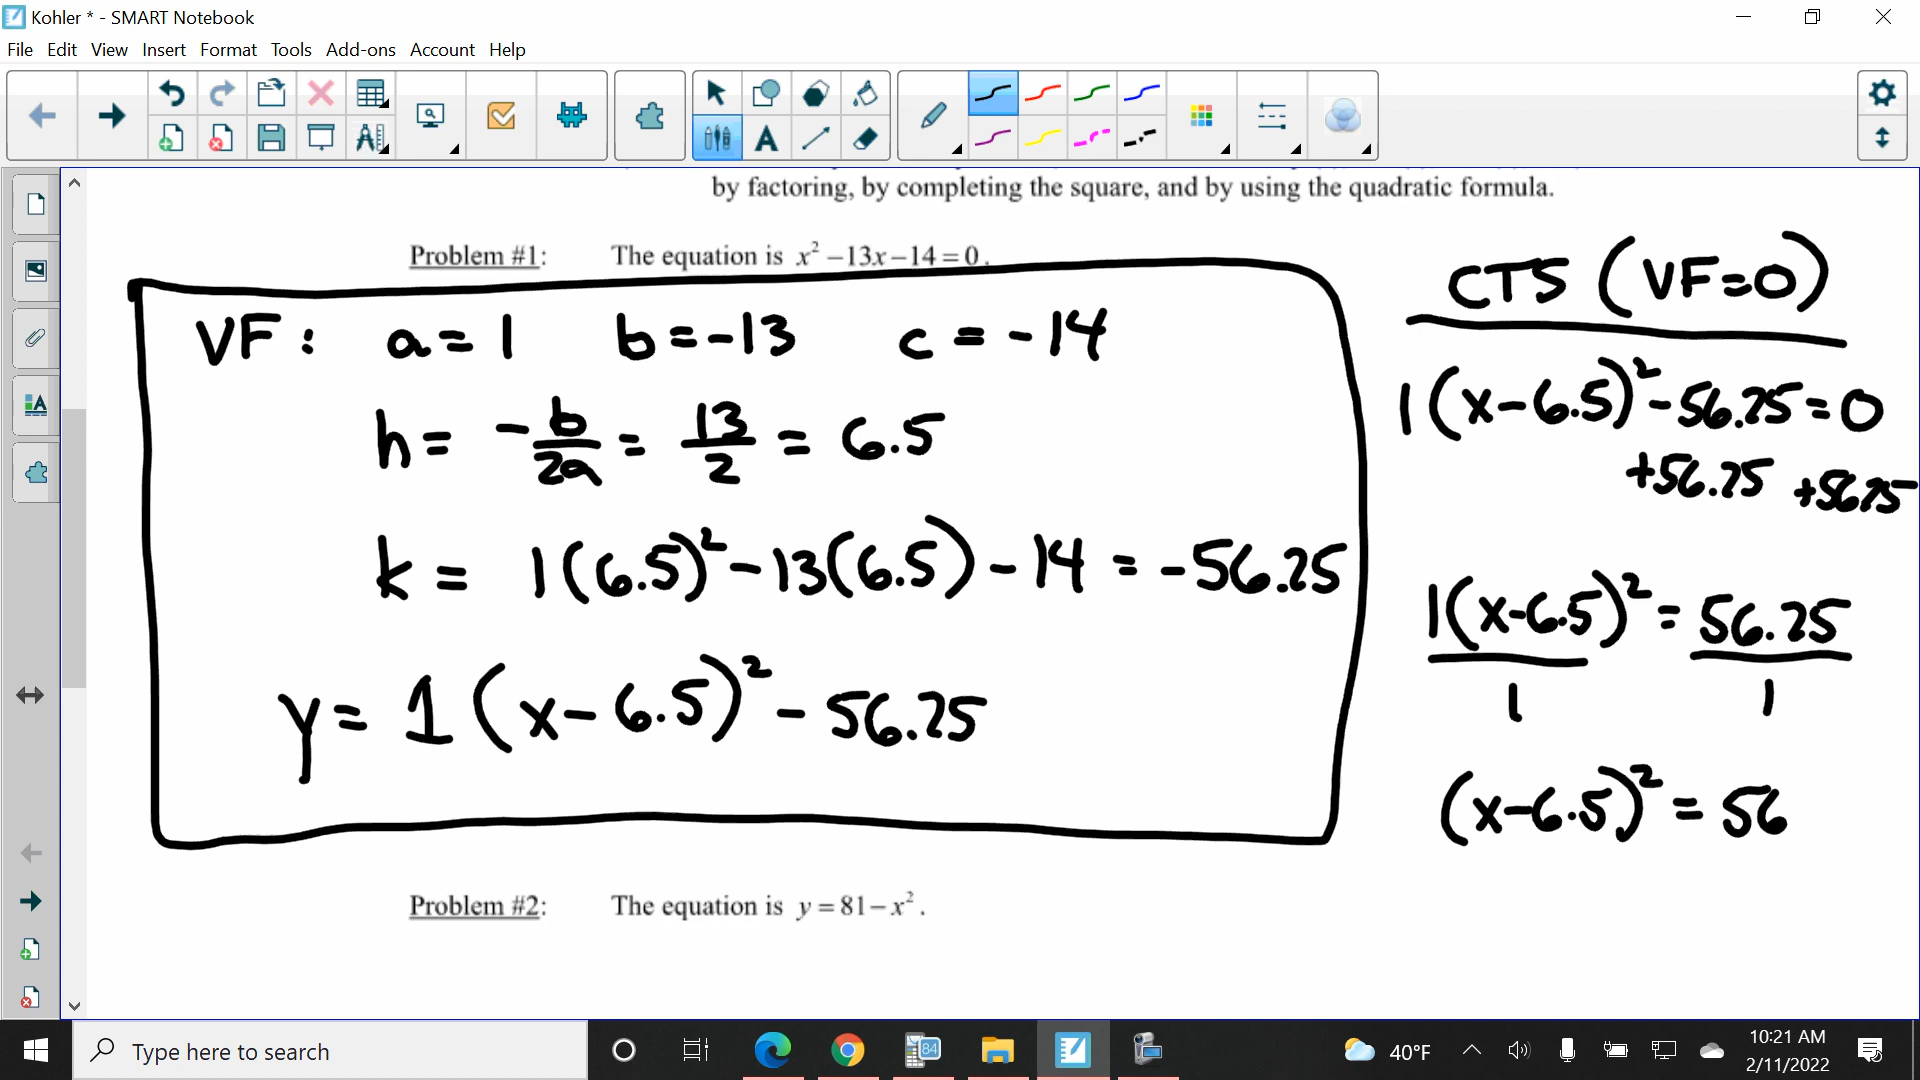 Kohler * - SMART Notebook
File Edit View Insert Format Tools Add-ons Account Help
by factoring, by completing the square, and by using the quadratic formula.
Problem #1: The equation is x² − 13x − 14 = 0.
VF: a = 1 b = -13 c = -14
h = -b/2a = 13/2 = 6.5
k = 1(6.5)² - 13(6.5) - 14 = -56.25
y = 1(x - 6.5)² - 56.25
CTS (VF=0)
1(x-6.5)² - 56.25 = 0
+56.25 +56.25
1(x-6.5)² = 56.25
1 1
(x-6.5)² = 56
Problem #2: The equation is y = 81 − x².
Type here to search
84
40°F
10:21 AM
2/11/2022